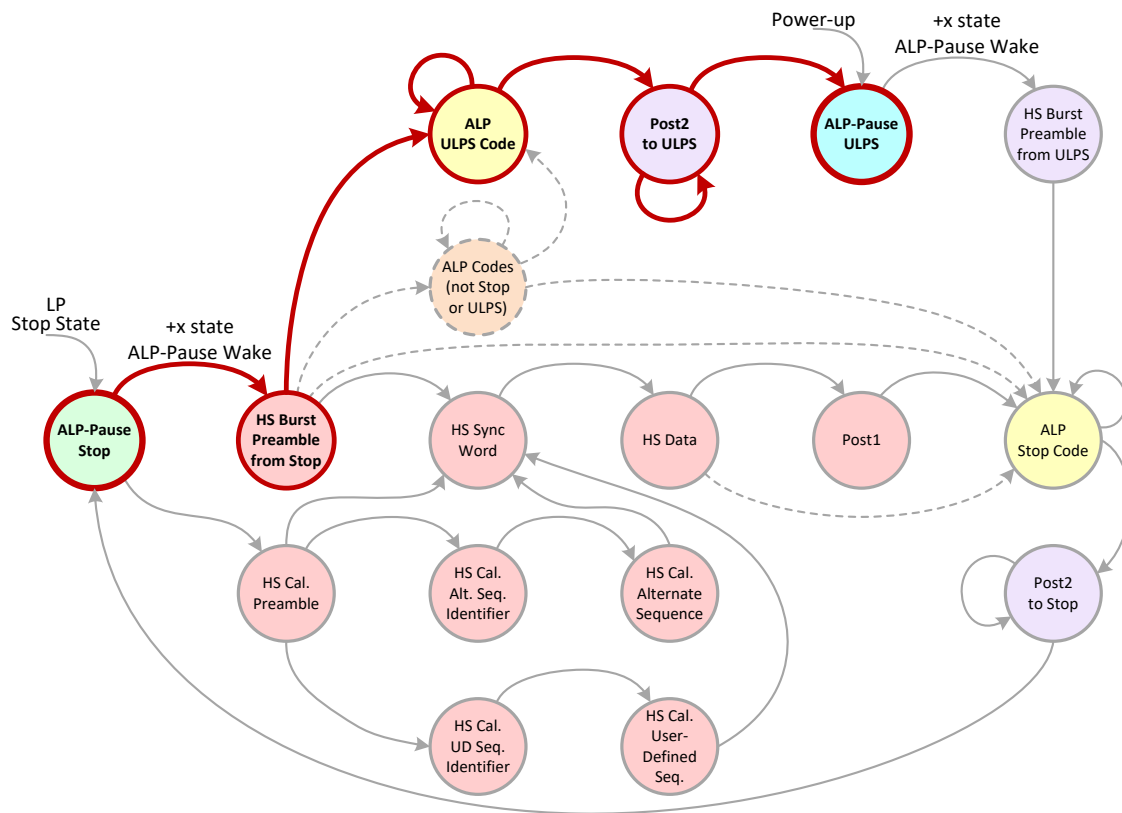 Power-up
+x state
ALP-Pause Wake
ALP
ULPS Code
Post2
to ULPS
ALP-Pause
ULPS
HS Burst
Preamble
from ULPS
ALP Codes
(not Stop
or ULPS)
LP
Stop State
+x state
ALP-Pause Wake
ALP-Pause
Stop
HS Burst
Preamble
from Stop
HS Sync
Word
HS Data
Post1
ALP
Stop Code
HS Cal.
Preamble
HS Cal.
Alt. Seq.
Identifier
HS Cal.
Alternate
Sequence
Post2
to Stop
HS Cal.
UD Seq.
Identifier
HS Cal.
User-
Defined
Seq.